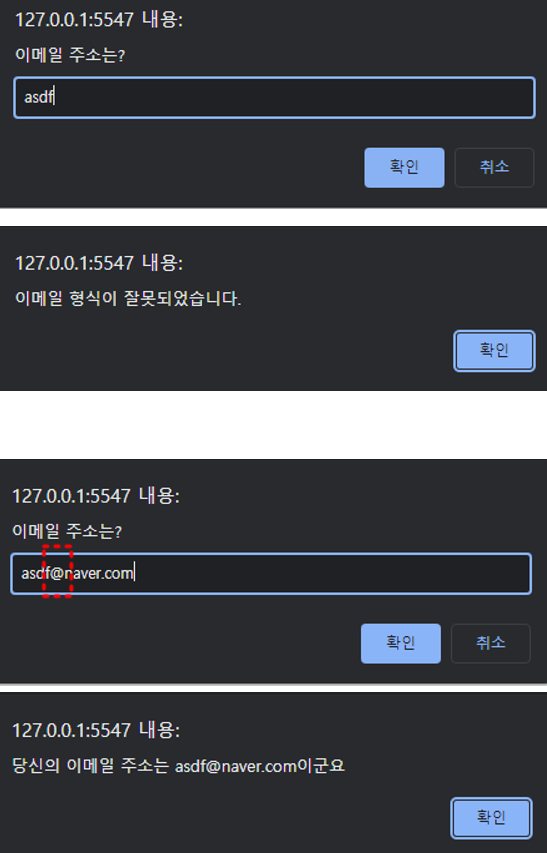 127.0.0.1:5547 내용:
이메일 주소는?
asdf
확인 취소
127.0.0.1:5547 내용:
이메일 형식이 잘못되었습니다.
확인
127.0.0.1:5547 내용:
이메일 주소는?
asdf@naver.com
확인 취소
127.0.0.1:5547 내용:
당신의 이메일 주소는 asdf@naver.com이군요
확인